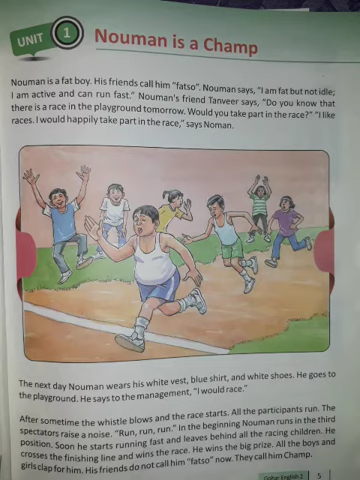 UNIT 1 Nouman is a Champ
Nouman is a fat boy. His friends call him "fatso". Nouman says, "I am fat but not idle;
I am active and can run fast." Nouman's friend Tanveer says, "Do you know that
there is a race in the playground tomorrow. Would you take part in the race?" "I like
races. I would happily take part in the race," says Noman.
The next day Nouman wears his white vest, blue shirt, and white shoes. He goes to
the playground. He says to the management, "I would race."
After sometime the whistle blows and the race starts. All the participants run. The
spectators raise a noise. "Run, run, run." In the beginning Nouman runs in the third
position. Soon he starts running fast and leaves behind all the racing children. He
crosses the finishing line and wins the race. He wins the big prize. All the boys and
girls clap for him. His friends do not call him "fatso" now. They call him Champ.
English 2 5